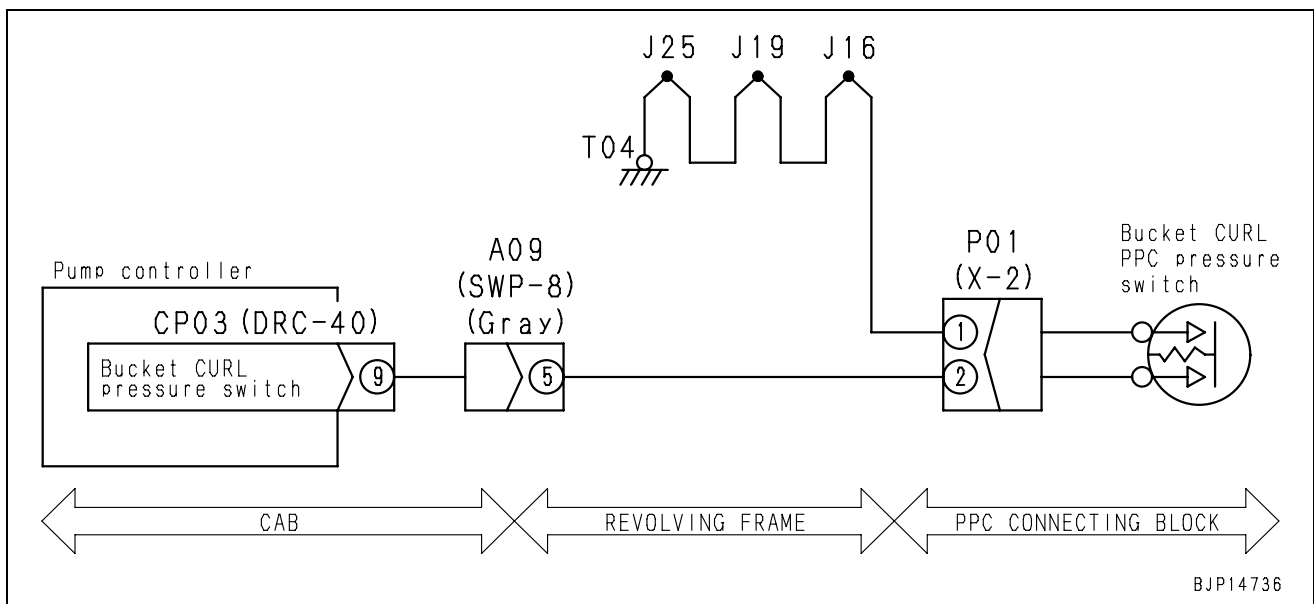 J25 J19 J16
T04
A09
(SWP-8)
(Gray)
P01
(X-2)
Bucket CURL
PPC pressure
switch
Pump controller
CP03 (DRC-40)
Bucket CURL
pressure switch
9
5
1
2
CAB
REVOLVING FRAME
PPC CONNECTING BLOCK
BJP14736